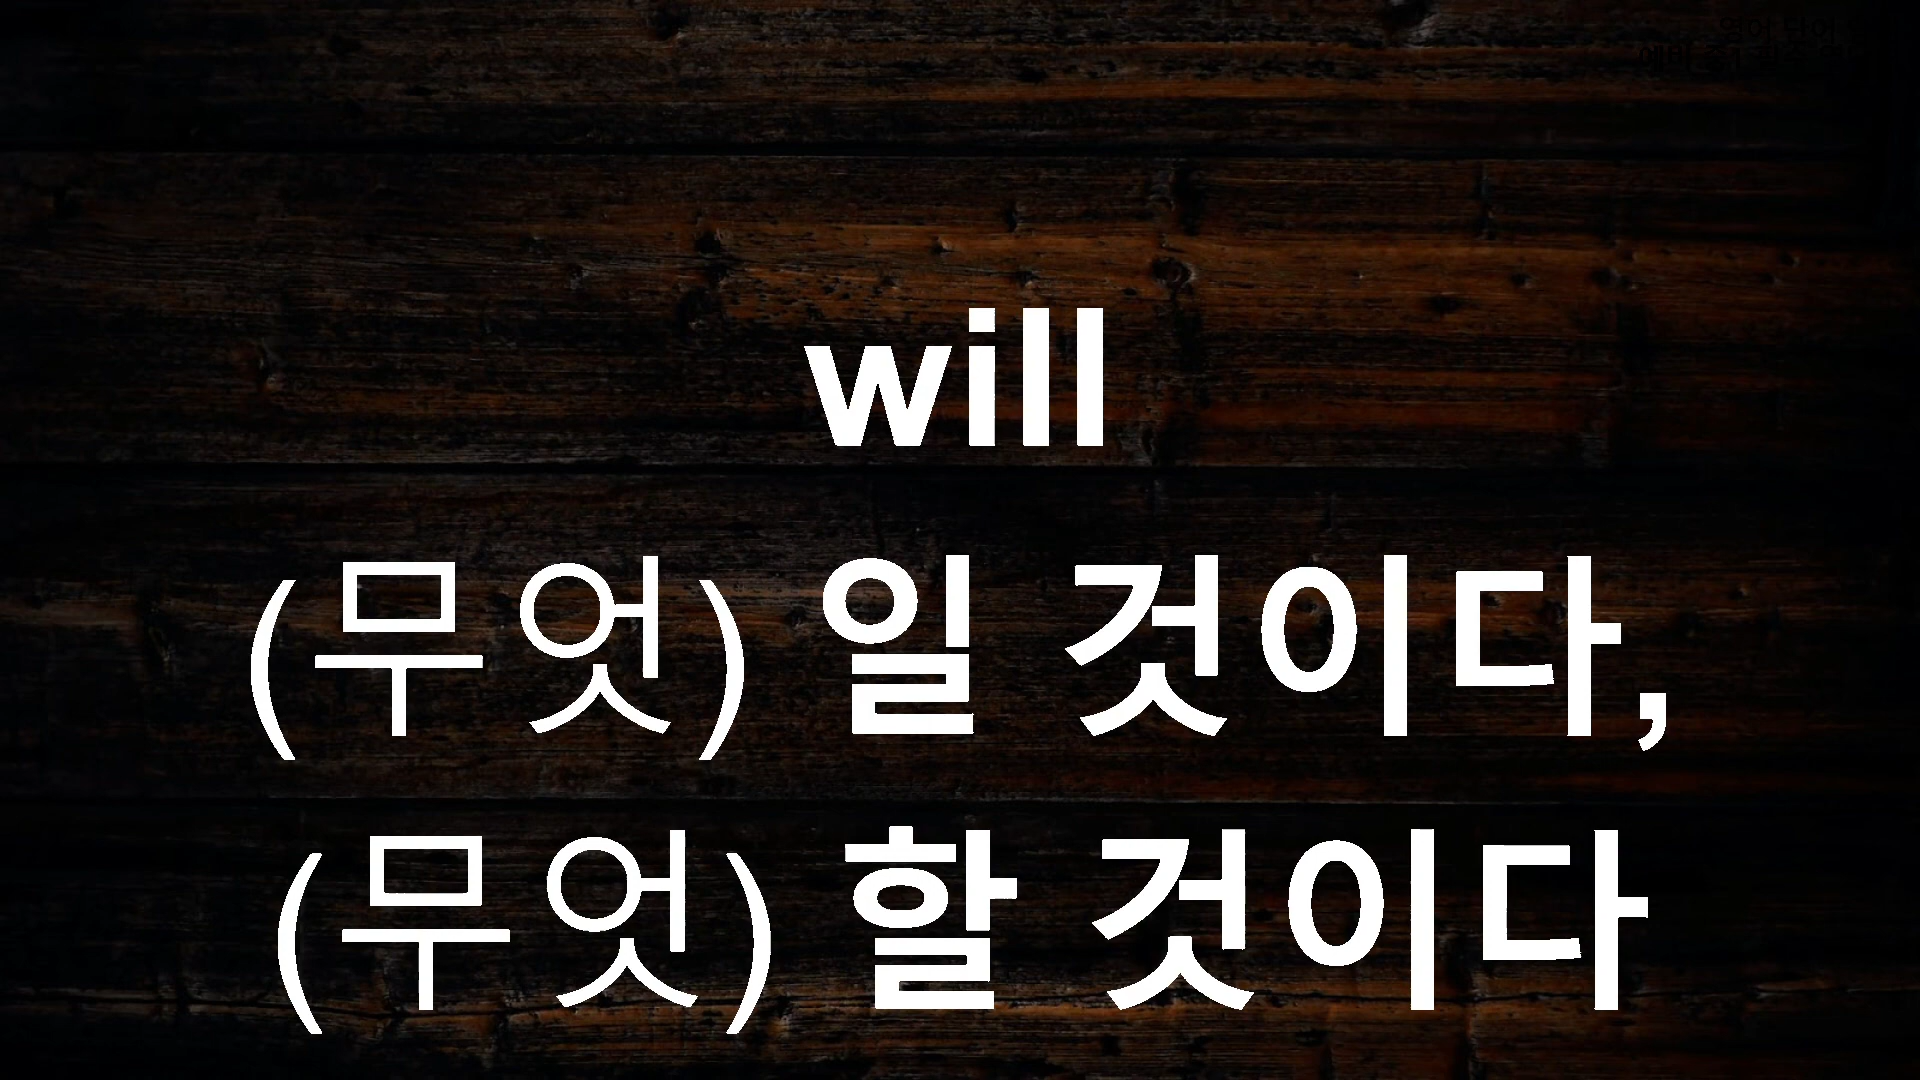 will
(무엇) 일 것이다,
(무엇) 할 것이다